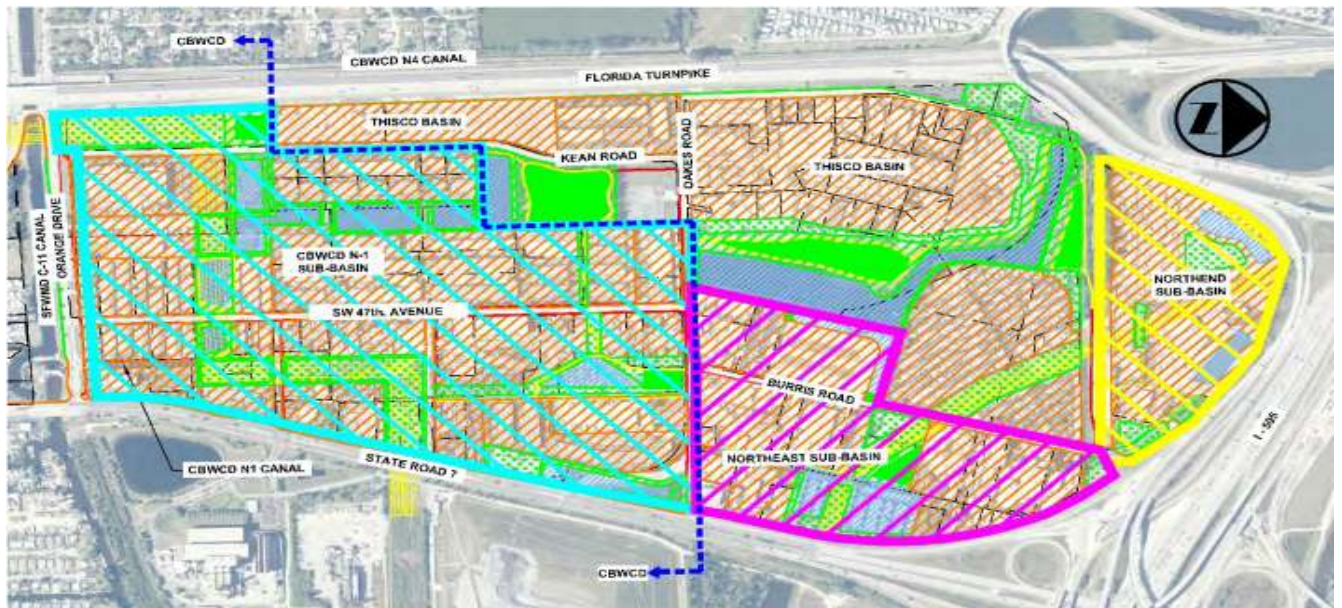 CBWCD
CBWCD N4 CANAL
FLORIDA TURNPIKE
THISCO BASIN
KEAN ROAD
OAKES ROAD
THISCO BASIN
Z
SFWMD C-11 CANAL
ORANGE DRIVE
CBWCD N-1
SUB-BASIN
SW 47th. AVENUE
NORTHEND
SUB-BASIN
BURRIS ROAD
I - 595
CBWCD N1 CANAL
STATE ROAD 7
NORTHEAST SUB-BASIN
CBWCD